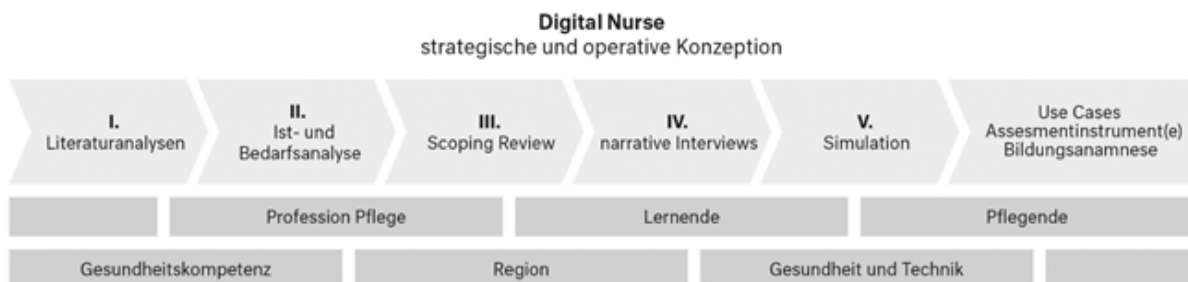 Digital Nurse
strategische und operative Konzeption
I.
Literaturanalysen
II.
Ist- und
Bedarfsanalyse
III.
Scoping Review
IV.
narrative Interviews
V.
Simulation
Use Cases
Assesmentinstrument(e)
Bildungsanamnese
Profession Pflege
Lernende
Pflegende
Gesundheitskompetenz
Region
Gesundheit und Technik